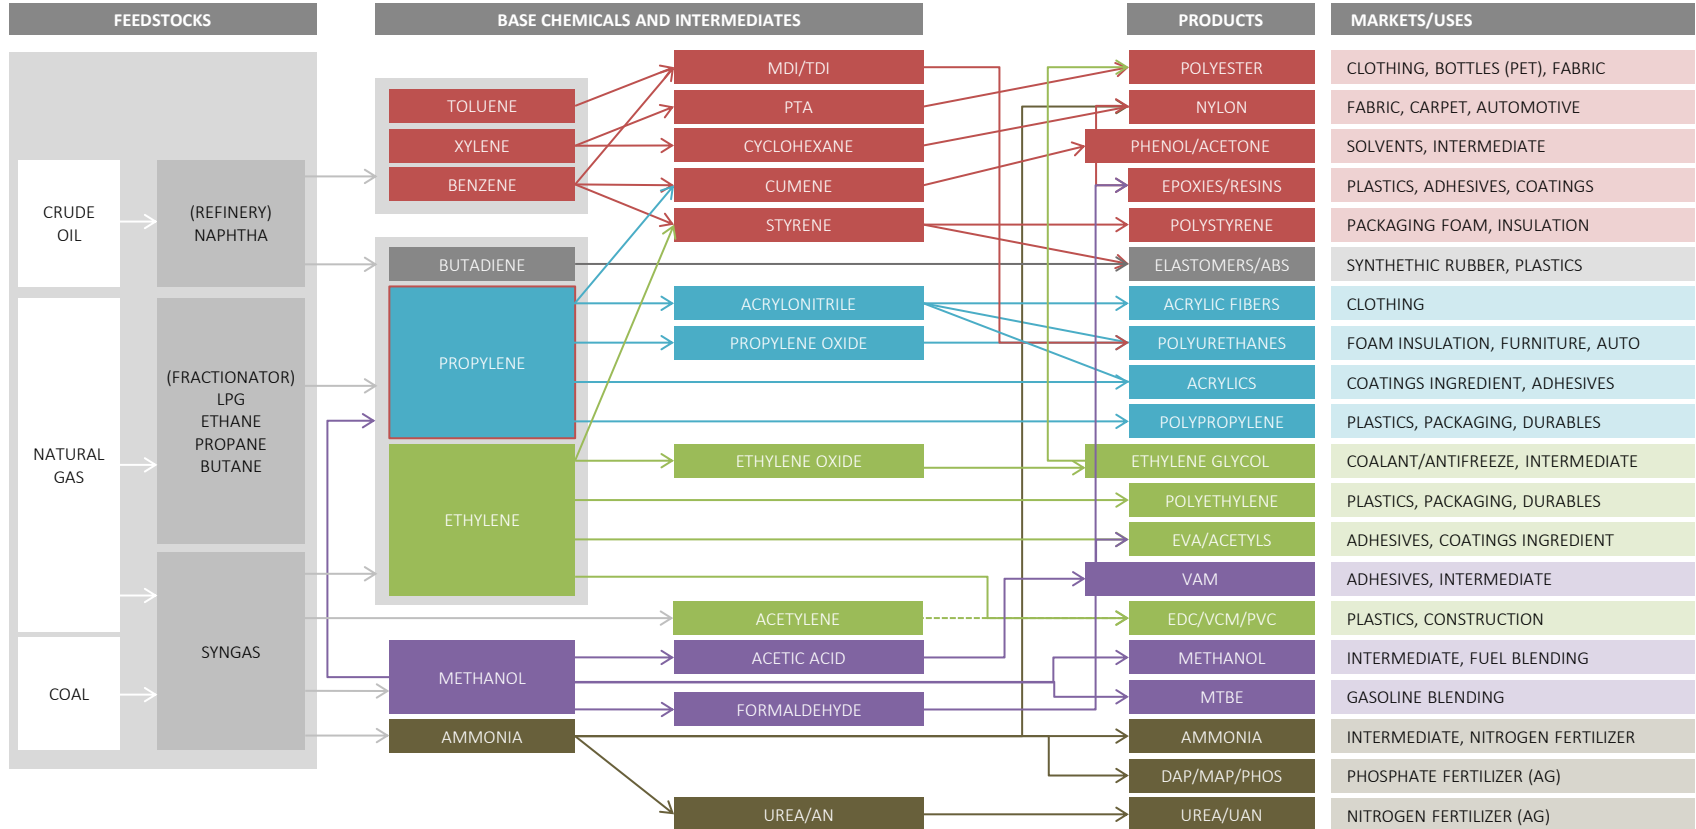 FEEDSTOCKS
BASE CHEMICALS AND INTERMEDIATES
PRODUCTS
MARKETS/USES
CRUDE
OIL
NATURAL
GAS
COAL
(REFINERY)
NAPHTHA
(FRACTIONATOR)
LPG
ETHANE
PROPANE
BUTANE
SYNGAS
TOLUENE
XYLENE
BENZENE
BUTADIENE
PROPYLENE
ETHYLENE
METHANOL
AMMONIA
MDI/TDI
PTA
CYCLOHEXANE
CUMENE
STYRENE
ACRYLONITRILE
PROPYLENE OXIDE
ETHYLENE OXIDE
ACETYLENE
ACETIC ACID
FORMALDEHYDE
UREA/AN
POLYESTER
CLOTHING, BOTTLES (PET), FABRIC
NYLON
FABRIC, CARPET, AUTOMOTIVE
PHENOL/ACETONE
SOLVENTS, INTERMEDIATE
EPOXIES/RESINS
PLASTICS, ADHESIVES, COATINGS
POLYSTYRENE
PACKAGING FOAM, INSULATION
ELASTOMERS/ABS
SYNTHETHIC RUBBER, PLASTICS
ACRYLIC FIBERS
CLOTHING
POLYURETHANES
FOAM INSULATION, FURNITURE, AUTO
ACRYLICS
COATINGS INGREDIENT, ADHESIVES
POLYPROPYLENE
PLASTICS, PACKAGING, DURABLES
ETHYLENE GLYCOL
COALANT/ANTIFREEZE, INTERMEDIATE
POLYETHYLENE
PLASTICS, PACKAGING, DURABLES
EVA/ACETYLS
ADHESIVES, COATINGS INGREDIENT
VAM
ADHESIVES, INTERMEDIATE
EDC/VCM/PVC
PLASTICS, CONSTRUCTION
METHANOL
INTERMEDIATE, FUEL BLENDING
MTBE
GASOLINE BLENDING
AMMONIA
INTERMEDIATE, NITROGEN FERTILIZER
DAP/MAP/PHOS
PHOSPHATE FERTILIZER (AG)
UREA/UAN
NITROGEN FERTILIZER (AG)